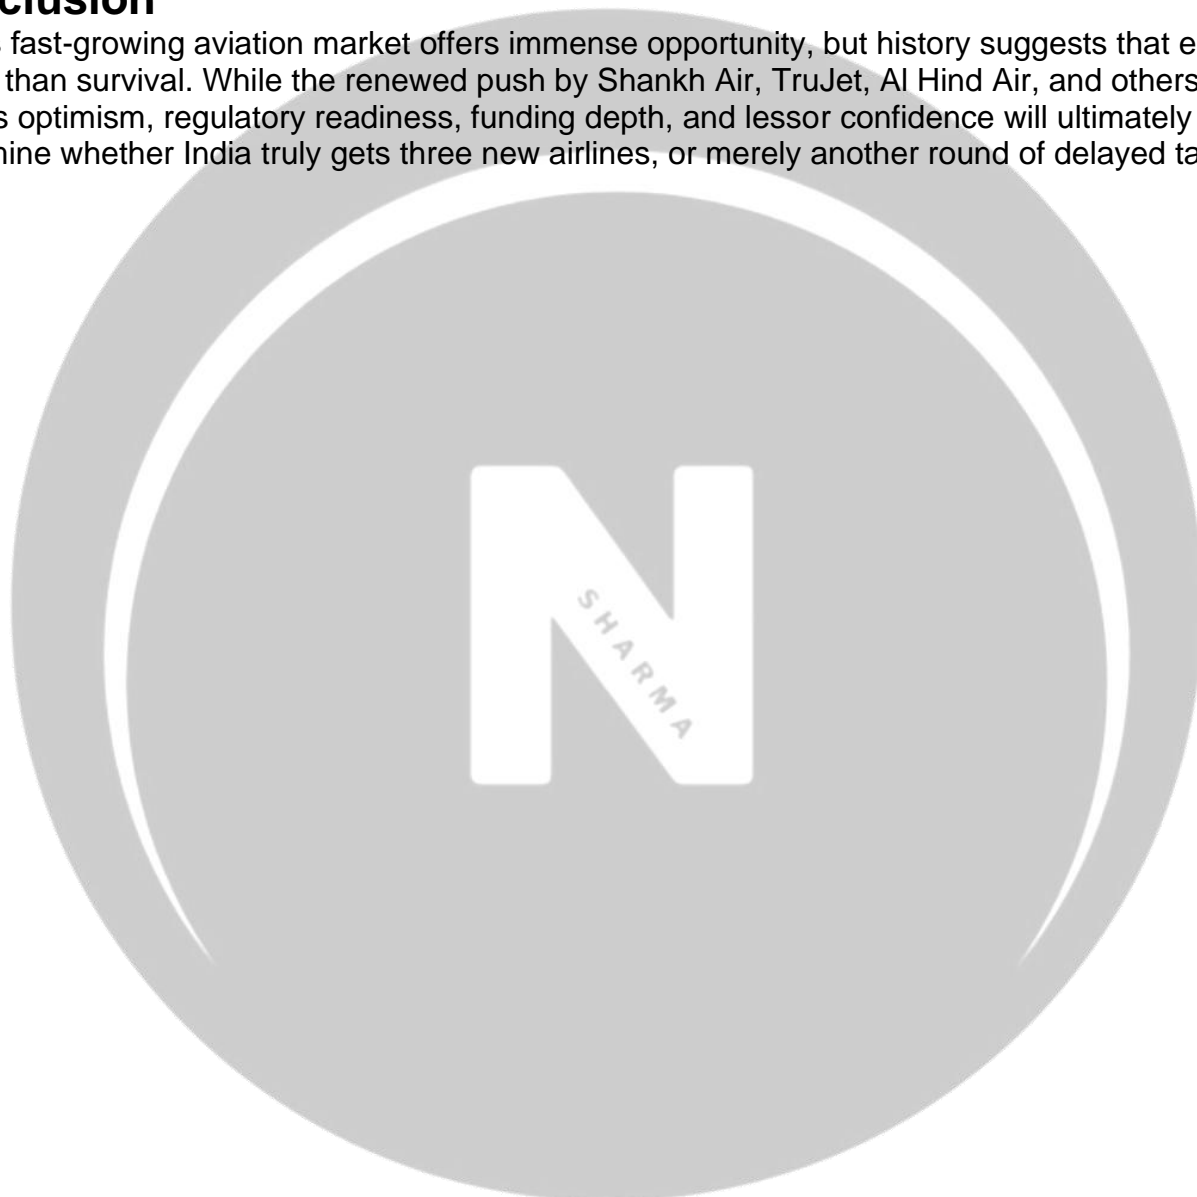 clusion
s fast-growing aviation market offers immense opportunity, but history suggests that e
than survival. While the renewed push by Shankh Air, TruJet, Al Hind Air, and others
s optimism, regulatory readiness, funding depth, and lessor confidence will ultimately
nine whether India truly gets three new airlines, or merely another round of delayed ta
N
SHARMA